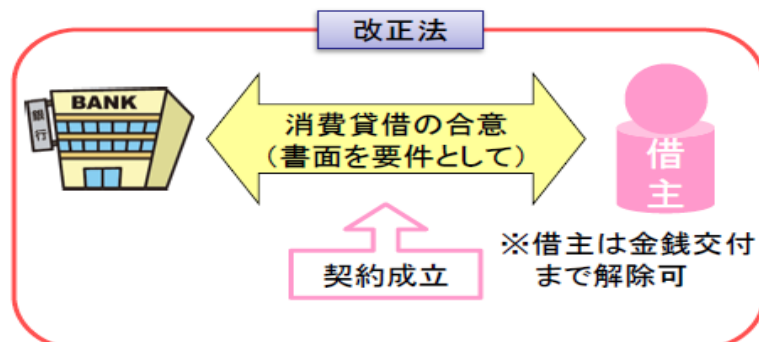 改正法
BANK
銀行
消費貸借の合意
（書面を要件として）
借主
契約成立
※借主は金銭交付
まで解除可